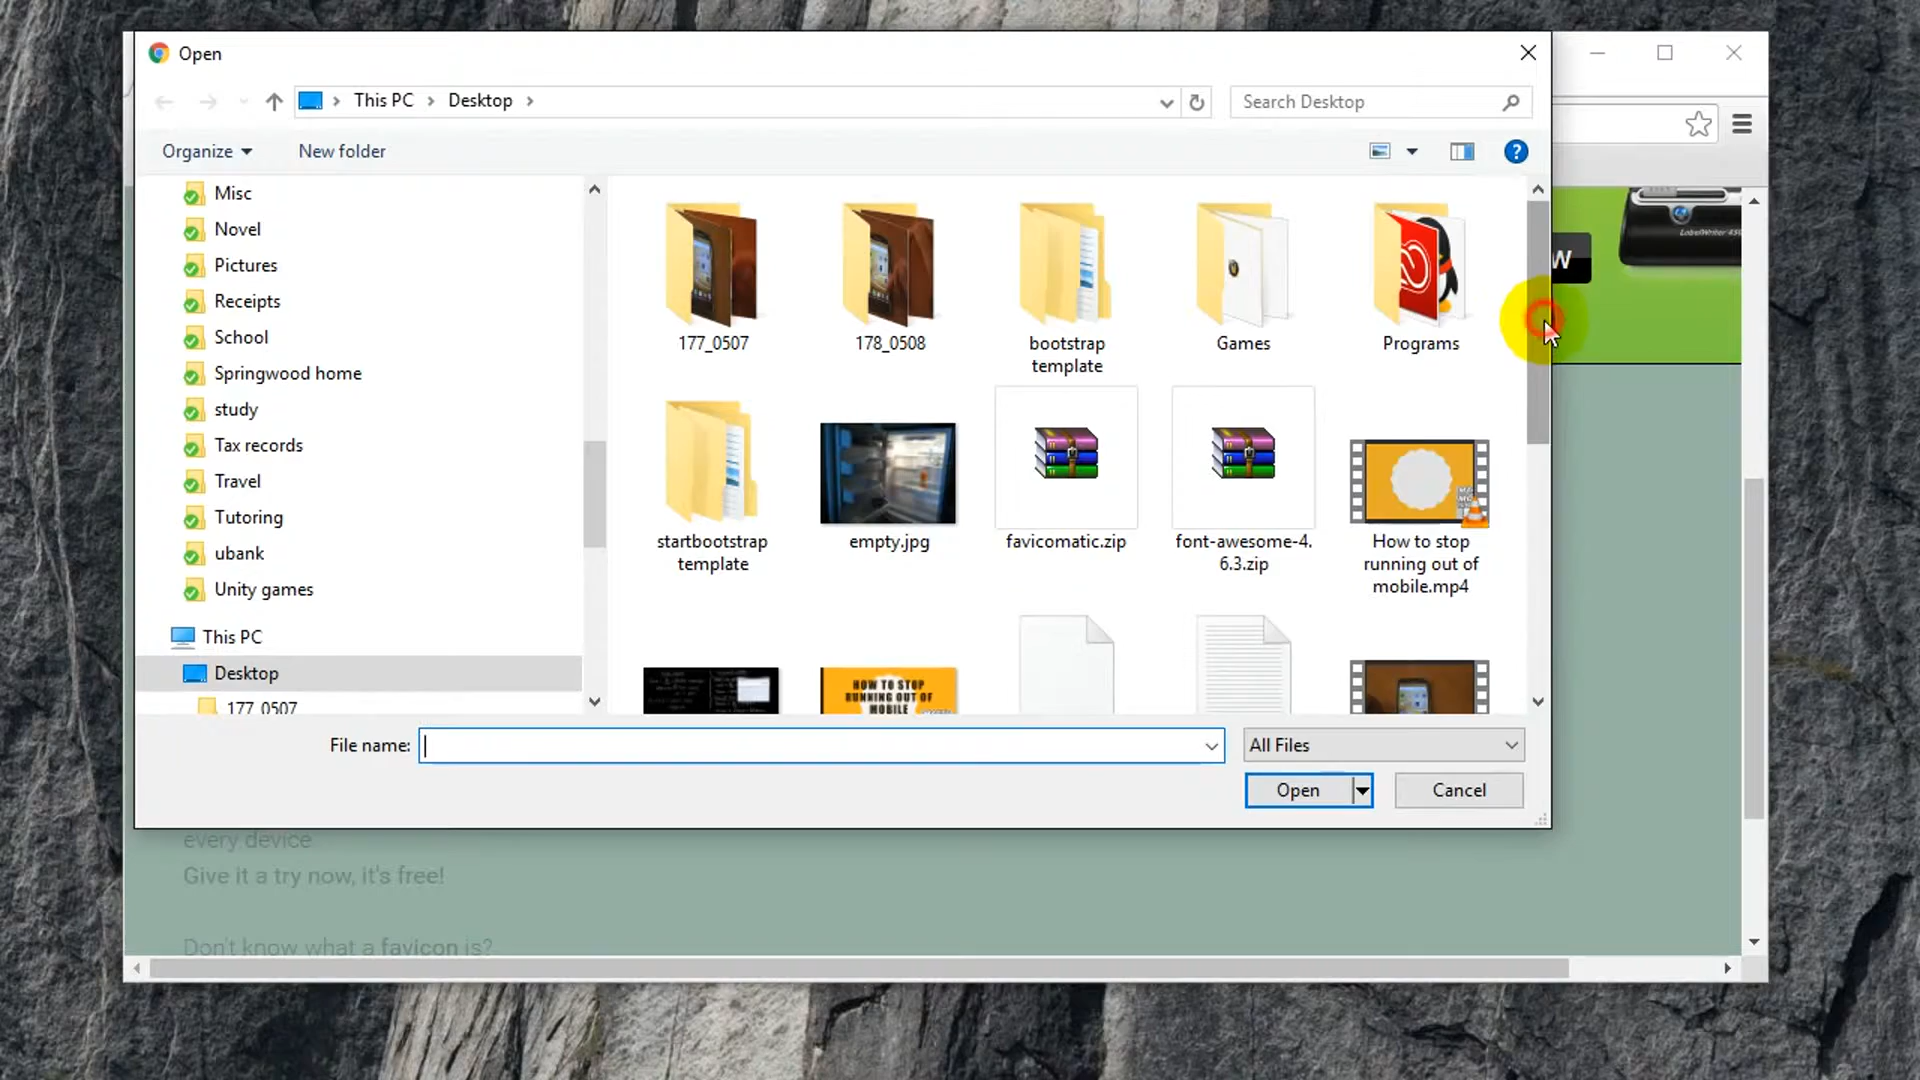 Open
This PC
Desktop
Search Desktop
Organize
New folder
?
Misc
Novel
Pictures
Receipts
School
Springwood home
study
Tax records
Travel
Tutoring
ubank
Unity games
This PC
Desktop
177_0507
177_0507
178_0508
bootstrap
template
Games
Programs
startbootstrap
template
empty.jpg
favicomatic.zip
font-awesome-4.
6.3.zip
How to stop
running out of
mobile.mp4
HOW TO STOP
RUNNING OUT OF
MOBILE
File name:
All Files
Open
Cancel
W
LabelWriter 450
every device
Give it a try now, it's free!
Don't know what a favicon is?